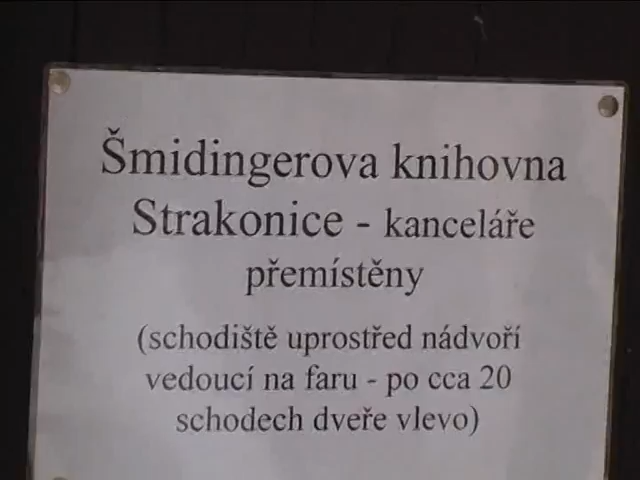 Šmidingerova knihovna
Strakonice - kanceláře
přemístěny
(schodiště uprostřed nádvoří
vedoucí na faru - po cca 20
schodech dveře vlevo)